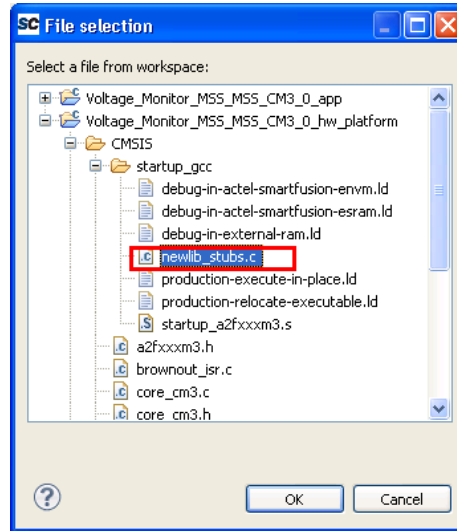 SC File selection
Select a file from workspace:
Voltage_Monitor_MSS_MSS_CM3_0_app
Voltage_Monitor_MSS_MSS_CM3_0_hw_platform
CMSIS
startup_gcc
debug-in-actel-smartfusion-envm.ld
debug-in-actel-smartfusion-esram.ld
debug-in-external-ram.ld
.c newlib_stubs.c
production-execute-in-place.ld
production-relocate-executable.ld
.S startup_a2fxxxm3.s
.c a2fxxxm3.h
.c brownout_isr.c
.c core_cm3.c
.c core_cm3.h
? OK Cancel